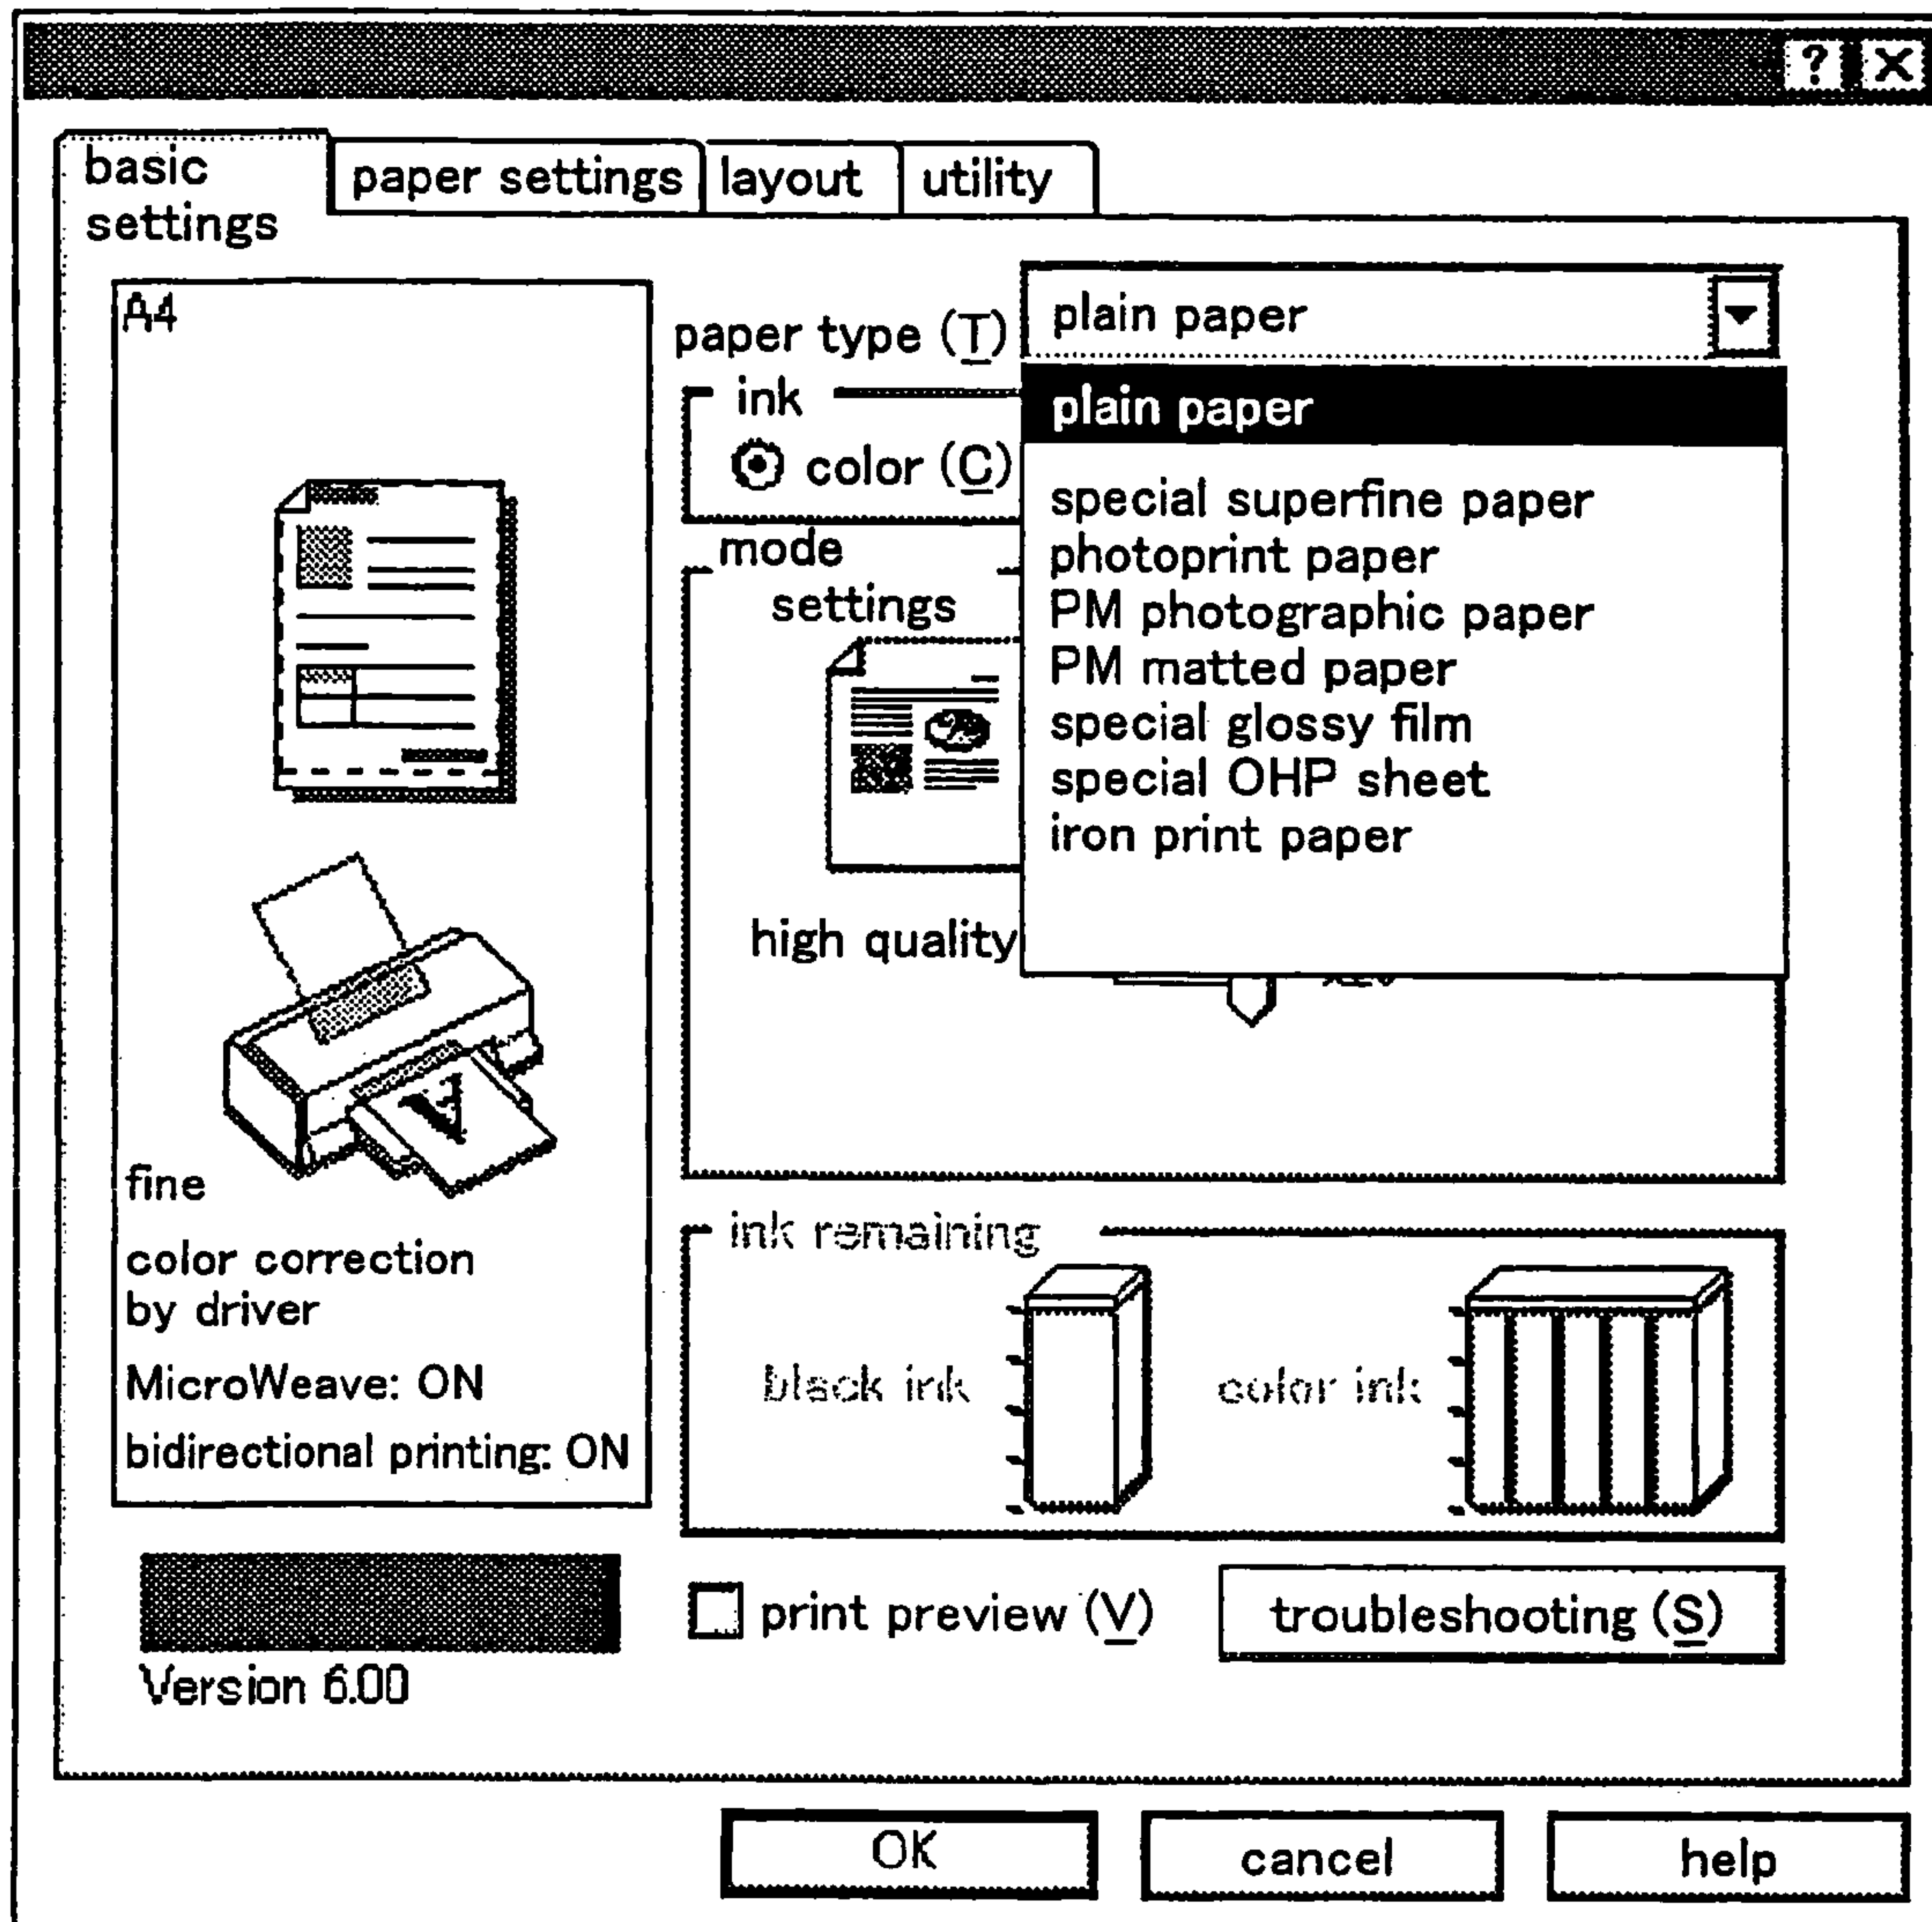 ? X
basic
settings
paper settings
layout
utility
A4
fine
color correction
by driver
MicroWeave: ON
bidirectional printing: ON
Version 6.00
paper type (T)
plain paper
plain paper
special superfine paper
photoprint paper
PM photographic paper
PM matted paper
special glossy film
special OHP sheet
iron print paper
ink
color (C)
mode
settings
high quality
ink remaining
black ink
color ink
print preview (V)
troubleshooting (S)
OK
cancel
help